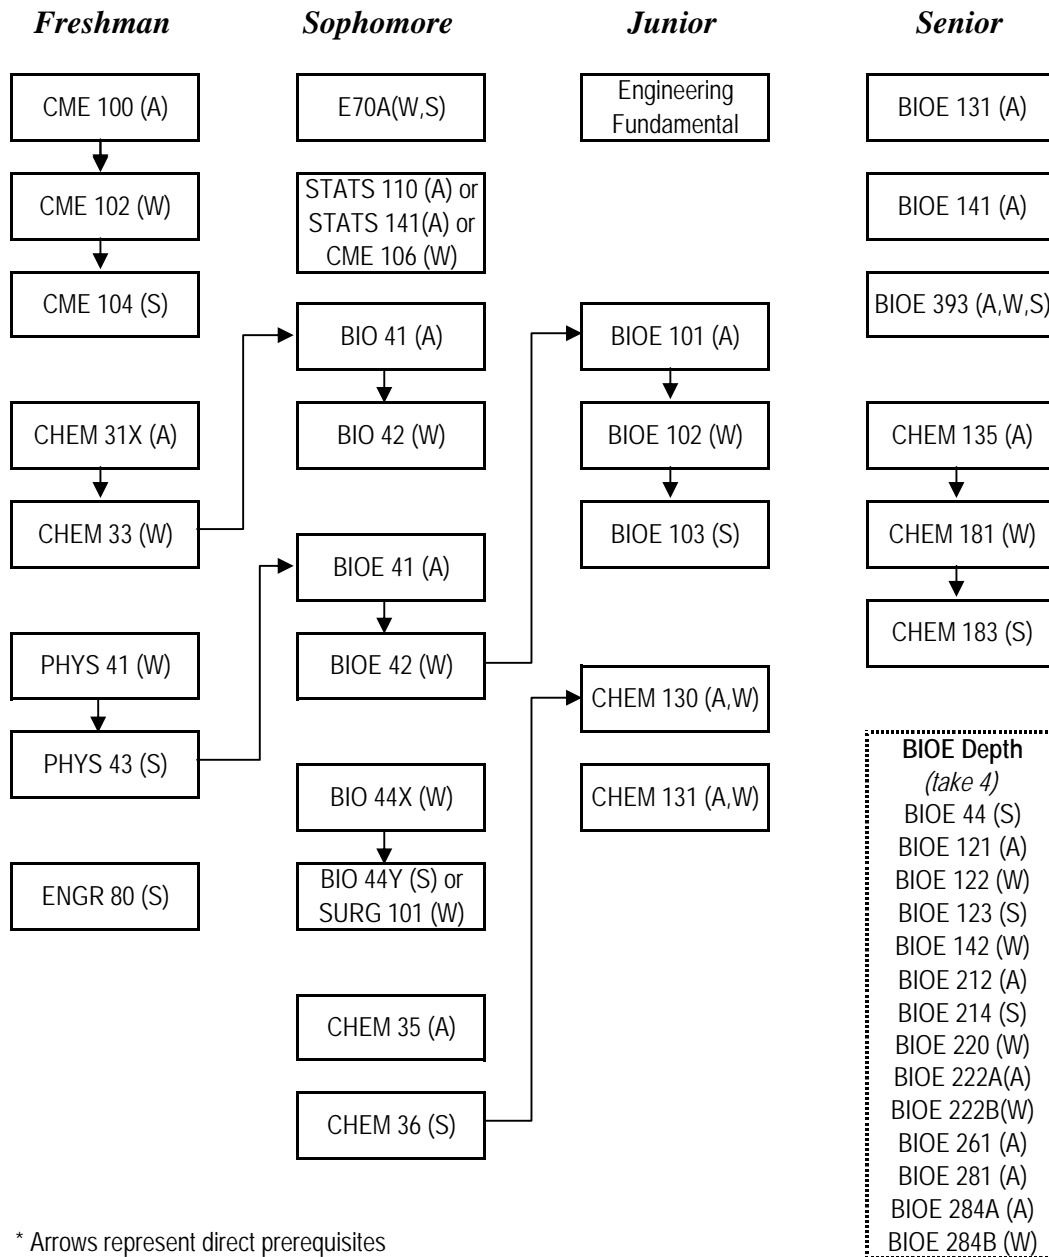 Freshman
CME 100 (A)
CME 102 (W)
CME 104 (S)
CHEM 31X (A)
CHEM 33 (W)
PHYS 41 (W)
PHYS 43 (S)
ENGR 80 (S)
Sophomore
E70A(W,S)
STATS 110 (A) or
STATS 141(A) or
CME 106 (W)
BIO 41 (A)
BIO 42 (W)
BIOE 41 (A)
BIOE 42 (W)
BIO 44X (W)
BIO 44Y (S) or
SURG 101 (W)
CHEM 35 (A)
CHEM 36 (S)
Junior
Engineering
Fundamental
BIOE 101 (A)
BIOE 102 (W)
BIOE 103 (S)
CHEM 130 (A,W)
CHEM 131 (A,W)
Senior
BIOE 131 (A)
BIOE 141 (A)
BIOE 393 (A,W,S)
CHEM 135 (A)
CHEM 181 (W)
CHEM 183 (S)
BIOE Depth
(take 4)
BIOE 44 (S)
BIOE 121 (A)
BIOE 122 (W)
BIOE 123 (S)
BIOE 142 (W)
BIOE 212 (A)
BIOE 214 (S)
BIOE 220 (W)
BIOE 222A(A)
BIOE 222B(W)
BIOE 261 (A)
BIOE 281 (A)
BIOE 284A (A)
BIOE 284B (W)
* Arrows represent direct prerequisites